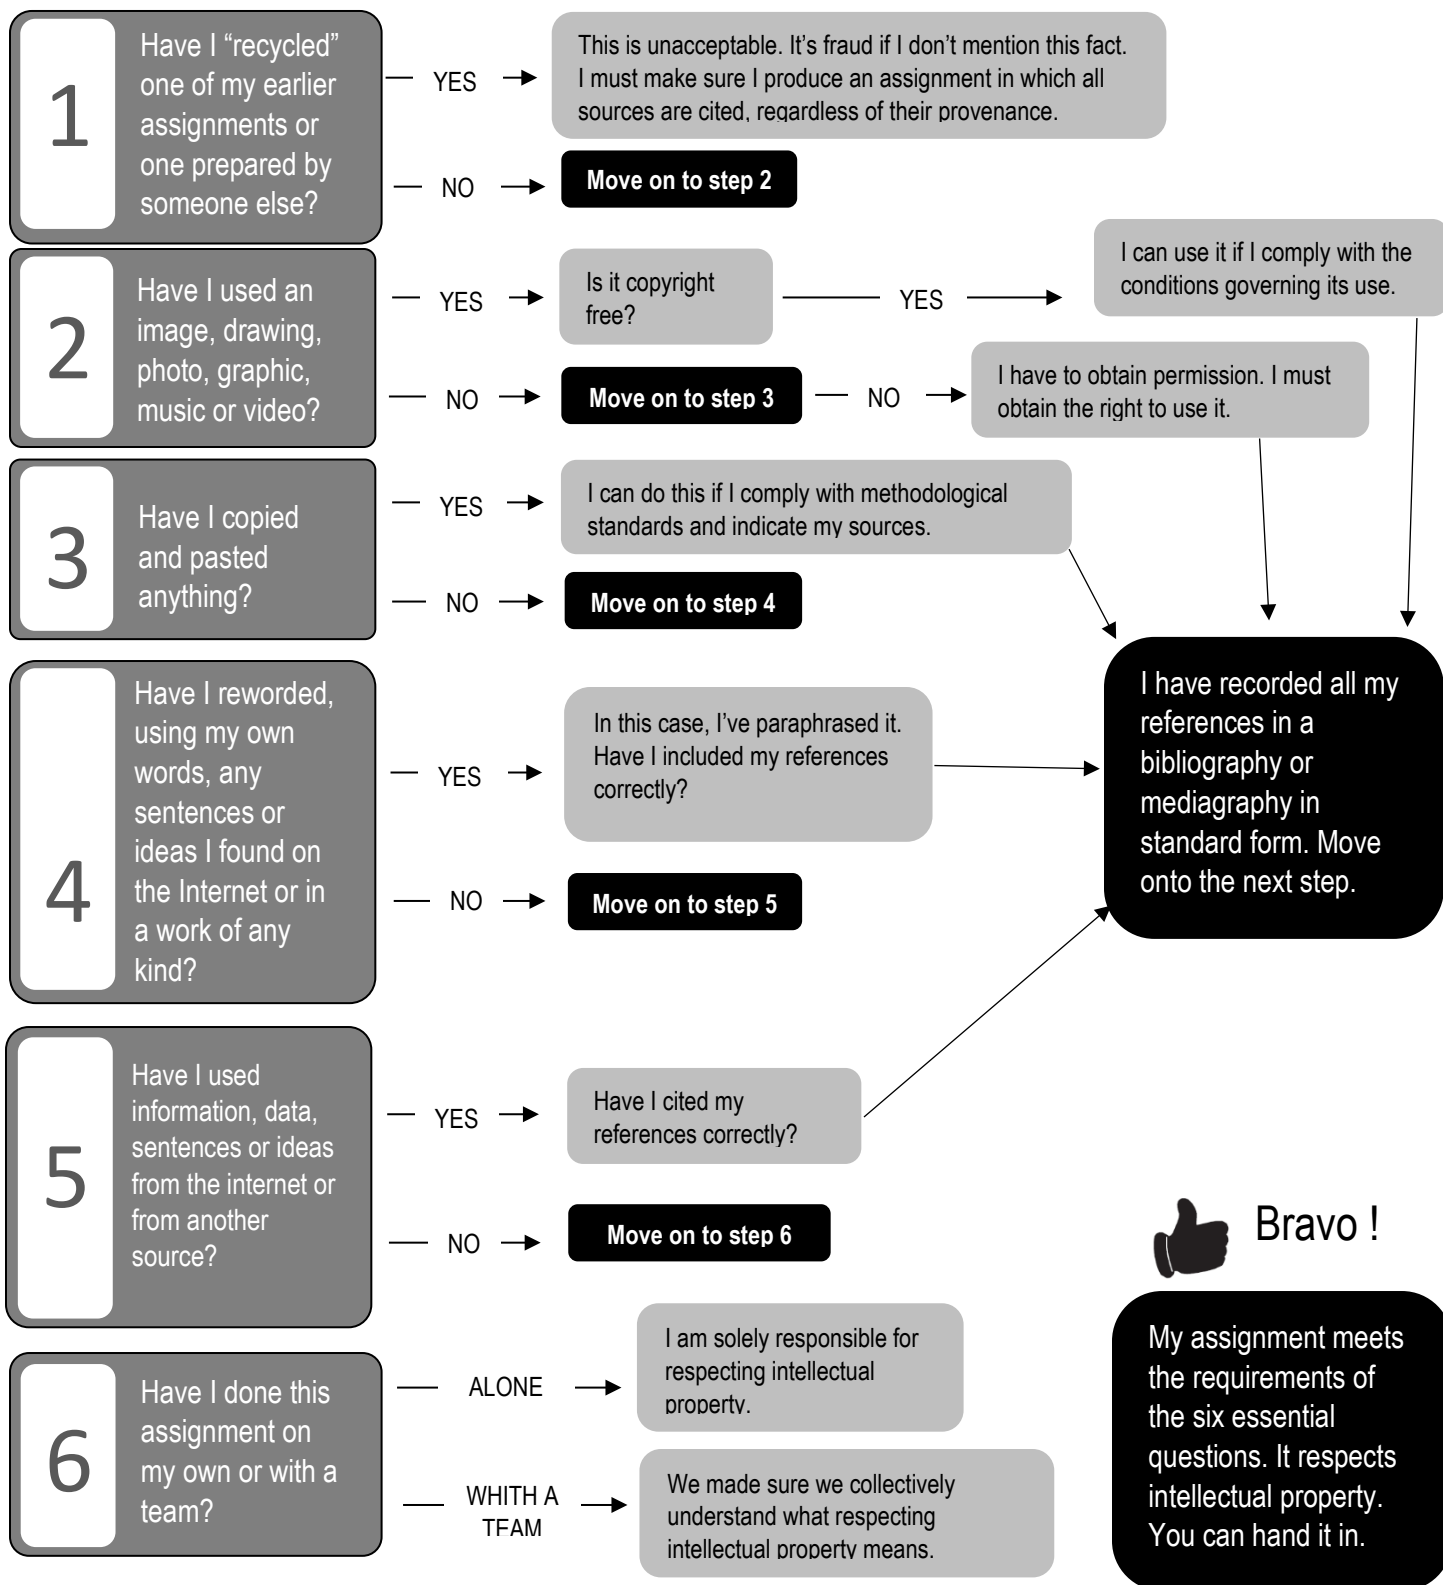 1
Have I “recycled”
one of my earlier
assignments or
one prepared by
someone else?
YES
This is unacceptable. It’s fraud if I don’t mention this fact.
I must make sure I produce an assignment in which all
sources are cited, regardless of their provenance.
NO
Move on to step 2
2
Have I used an
image, drawing,
photo, graphic,
music or video?
YES
Is it copyright
free?
YES
I can use it if I comply with the
conditions governing its use.
NO
Move on to step 3
NO
I have to obtain permission. I must
obtain the right to use it.
3
Have I copied
and pasted
anything?
YES
I can do this if I comply with methodological
standards and indicate my sources.
NO
Move on to step 4
4
Have I reworded,
using my own
words, any
sentences or
ideas I found on
the Internet or in
a work of any
kind?
YES
In this case, I’ve paraphrased it.
Have I included my references
correctly?
NO
Move on to step 5
I have recorded all my
references in a
bibliography or
mediagraphy in
standard form. Move
onto the next step.
5
Have I used
information, data,
sentences or ideas
from the internet or
from another
source?
YES
Have I cited my
references correctly?
NO
Move on to step 6
6
Have I done this
assignment on
my own or with a
team?
ALONE
I am solely responsible for
respecting intellectual
property.
WHITH A
TEAM
We made sure we collectively
understand what respecting
intellectual property means.
Bravo !
My assignment meets
the requirements of
the six essential
questions. It respects
intellectual property.
You can hand it in.